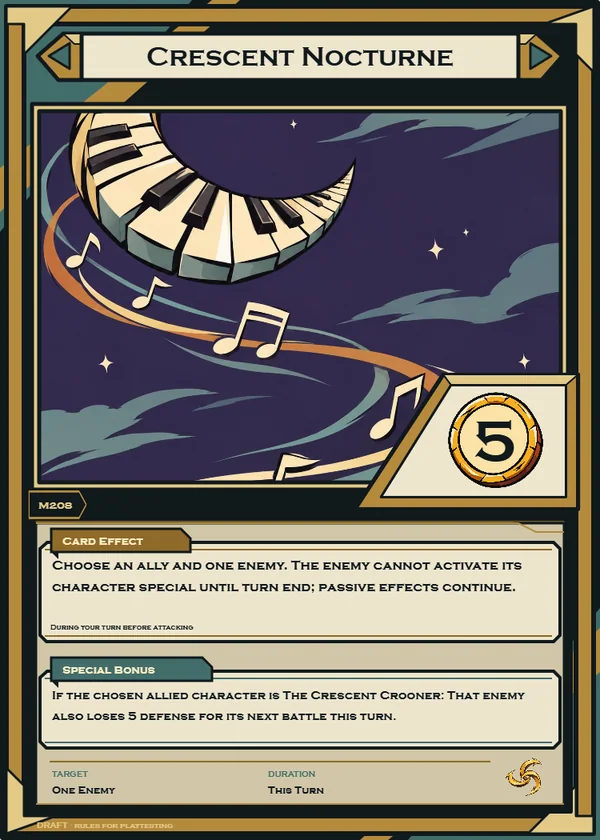 Crescent Nocturne
5
M208
Card Effect
Choose an ally and one enemy. The enemy cannot activate its
character special until turn end; passive effects continue.
During your turn before attacking
Special Bonus
If the chosen allied character is The Crescent Crooner: That enemy
also loses 5 defense for its next battle this turn.
Target
Duration
One Enemy
This Turn
DRAFT · Rules for playtesting